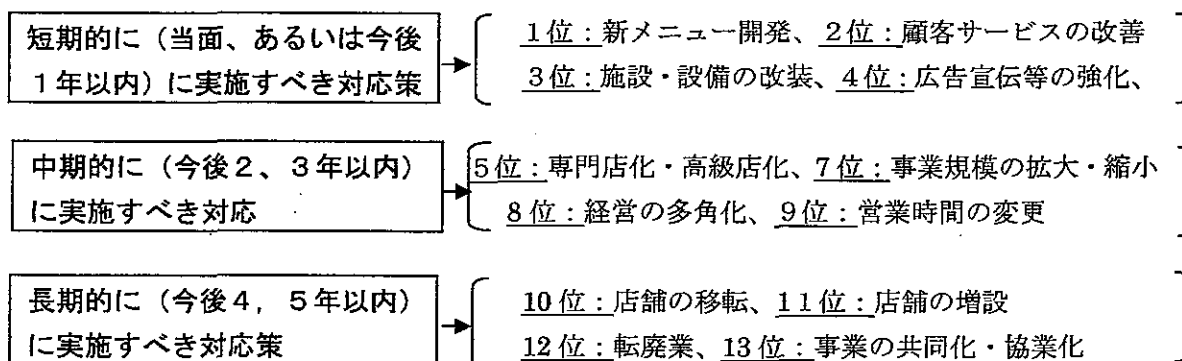 短期的に（当面、あるいは今後
１年以内）に実施すべき対応策
１位：新メニュー開発、２位：顧客サービスの改善
３位：施設・設備の改装、４位：広告宣伝等の強化、
中期的に（今後２、３年以内）
に実施すべき対応
５位：専門店化・高級店化、７位：事業規模の拡大・縮小
８位：経営の多角化、９位：営業時間の変更
長期的に（今後４，５年以内）
に実施すべき対応策
10位：店舗の移転、１１位：店舗の増設
12位：転廃業、13位：事業の共同化・協業化